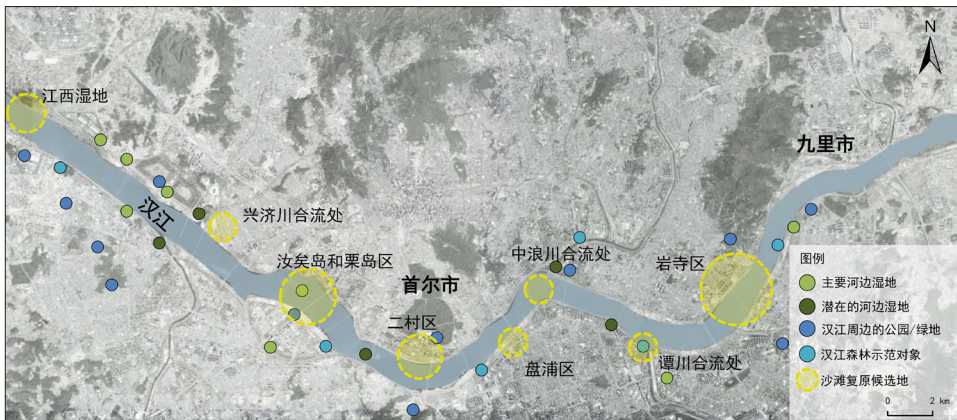 N
江西湿地
九里市
汉江
兴济川合流处
中浪川合流处
汝矣岛和栗岛区
岩寺区
首尔市
二村区
盘浦区
谭川合流处
图例
主要河边湿地
潜在的河边湿地
汉江周边的公园/绿地
汉江森林示范对象
沙滩复原候选地
0 2 km